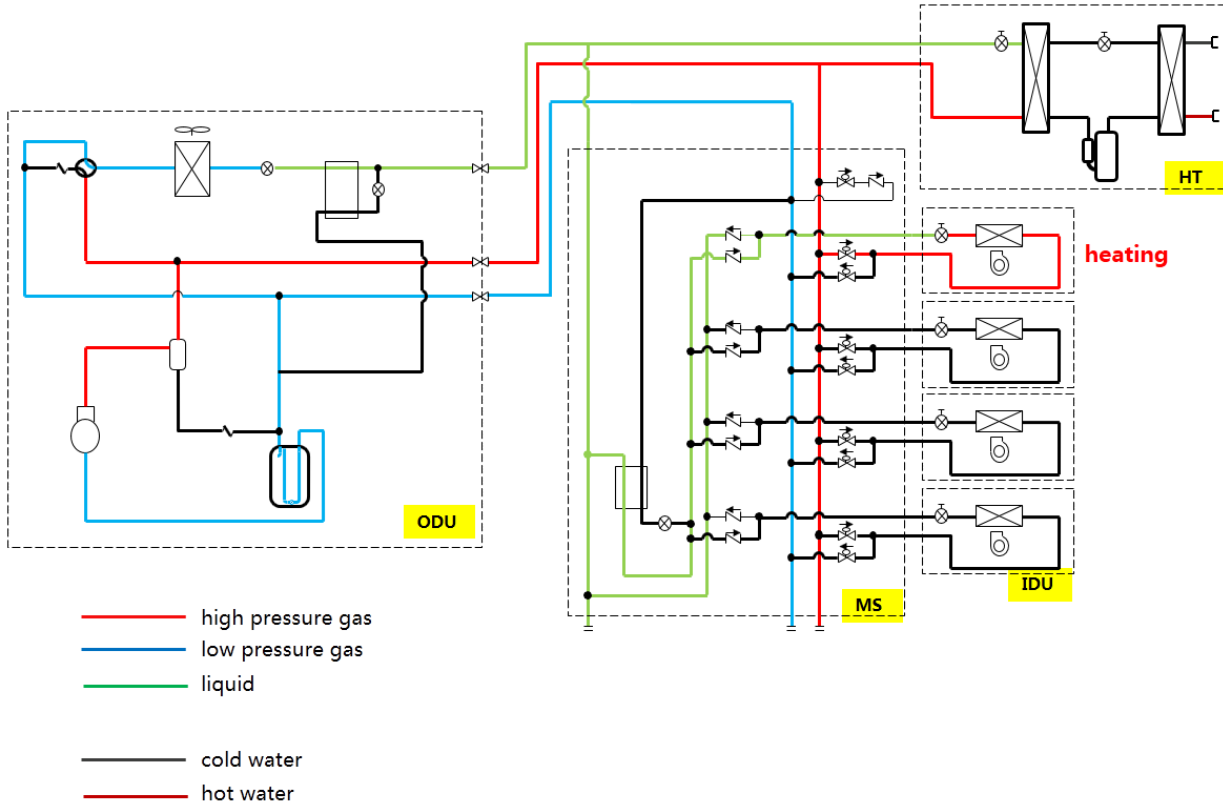 HT
heating
ODU
IDU
MS
high pressure gas
low pressure gas
liquid
cold water
hot water